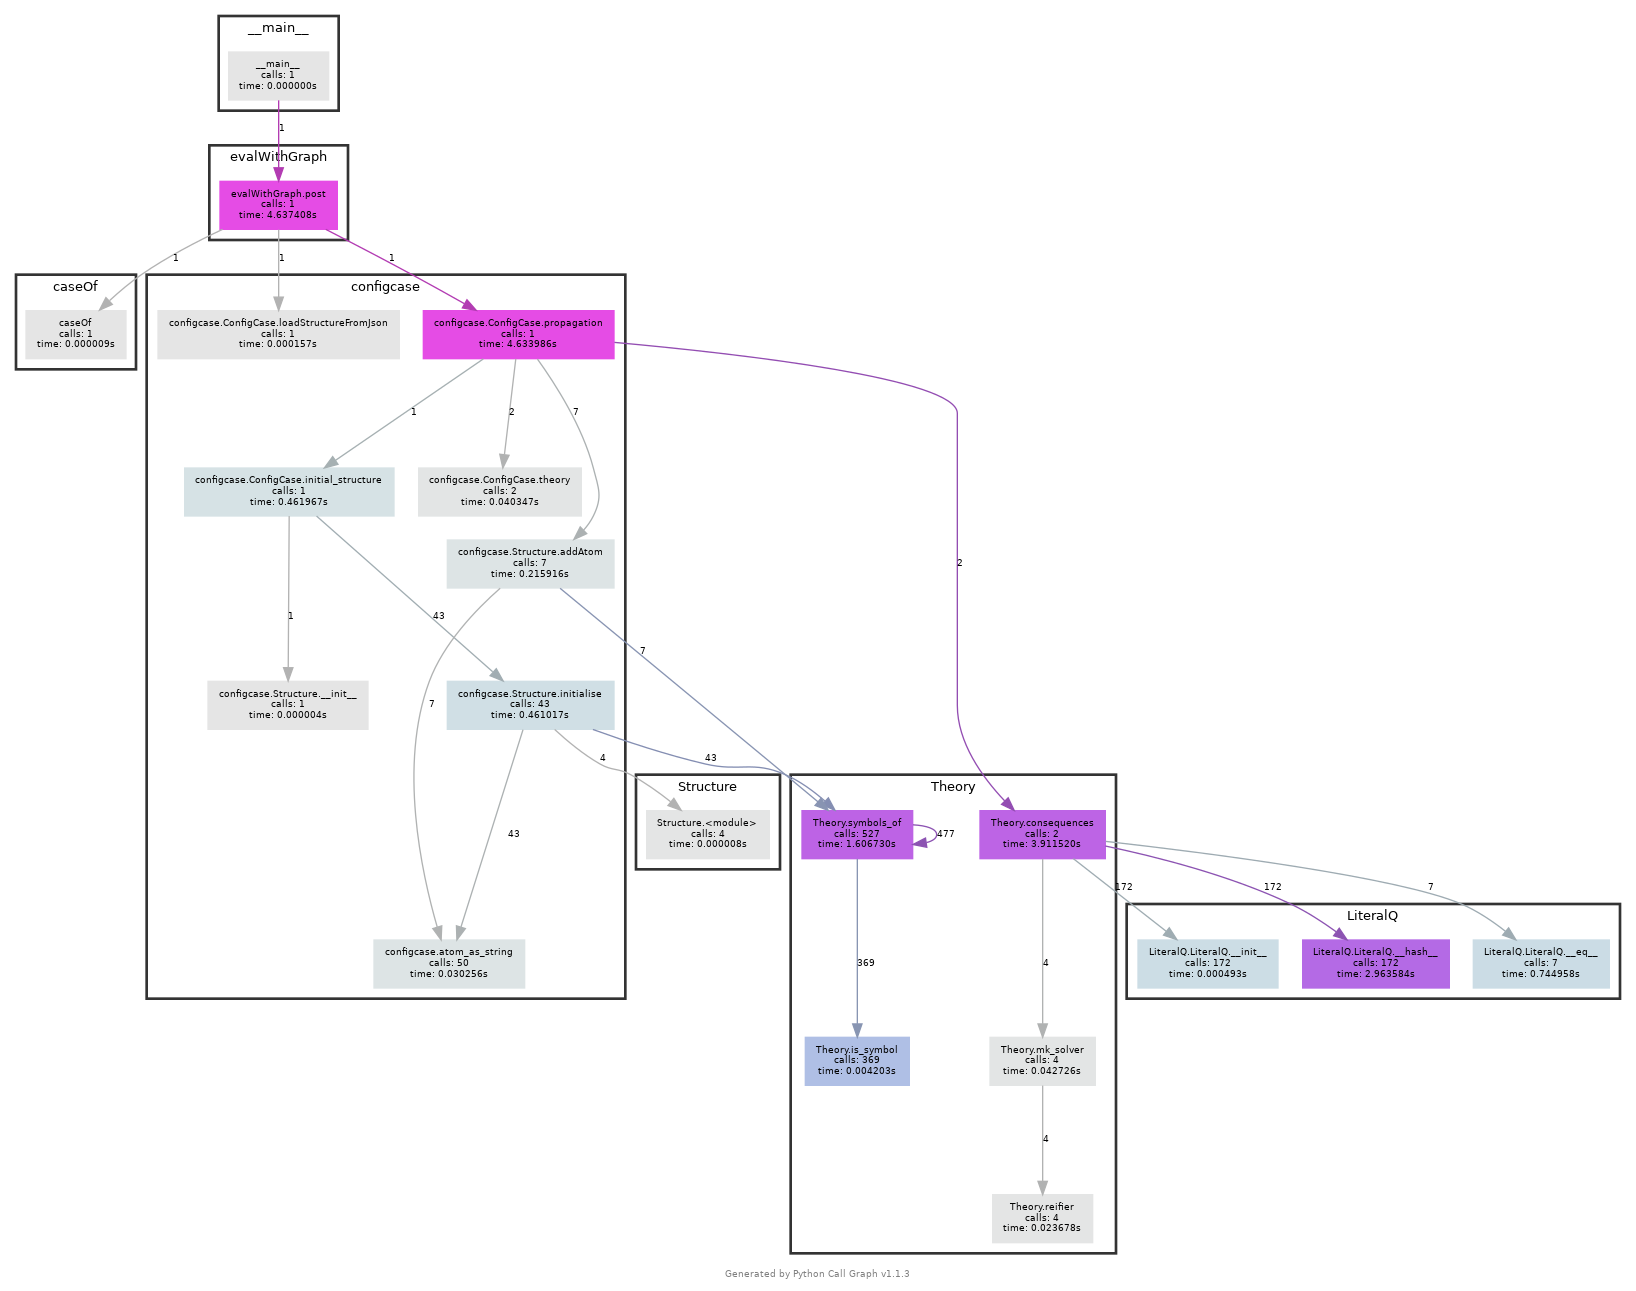 __main__
__main__
calls: 1
time: 0.000000s
1
evalWithGraph
evalWithGraph.post
calls: 1
time: 4.637408s
1
1
1
caseOf
caseOf
calls: 1
time: 0.000009s
configcase
configcase.ConfigCase.loadStructureFromJson
calls: 1
time: 0.000157s
configcase.ConfigCase.propagation
calls: 1
time: 4.633986s
1
2
7
configcase.ConfigCase.initial_structure
calls: 1
time: 0.461967s
configcase.ConfigCase.theory
calls: 2
time: 0.040347s
configcase.Structure.addAtom
calls: 7
time: 0.215916s
2
1
43
7
configcase.Structure.__init__
calls: 1
time: 0.000004s
configcase.Structure.initialise
calls: 43
time: 0.461017s
7
4
43
Structure
Structure.<module>
calls: 4
time: 0.000008s
Theory
Theory.symbols_of
calls: 527
time: 1.606730s
477
Theory.consequences
calls: 2
time: 3.911520s
43
172
172
7
LiteralQ
configcase.atom_as_string
calls: 50
time: 0.030256s
369
4
LiteralQ.LiteralQ.__init__
calls: 172
time: 0.000493s
LiteralQ.LiteralQ.__hash__
calls: 172
time: 2.963584s
LiteralQ.LiteralQ.__eq__
calls: 7
time: 0.744958s
Theory.is_symbol
calls: 369
time: 0.004203s
Theory.mk_solver
calls: 4
time: 0.042726s
4
Theory.reifier
calls: 4
time: 0.023678s
Generated by Python Call Graph v1.1.3